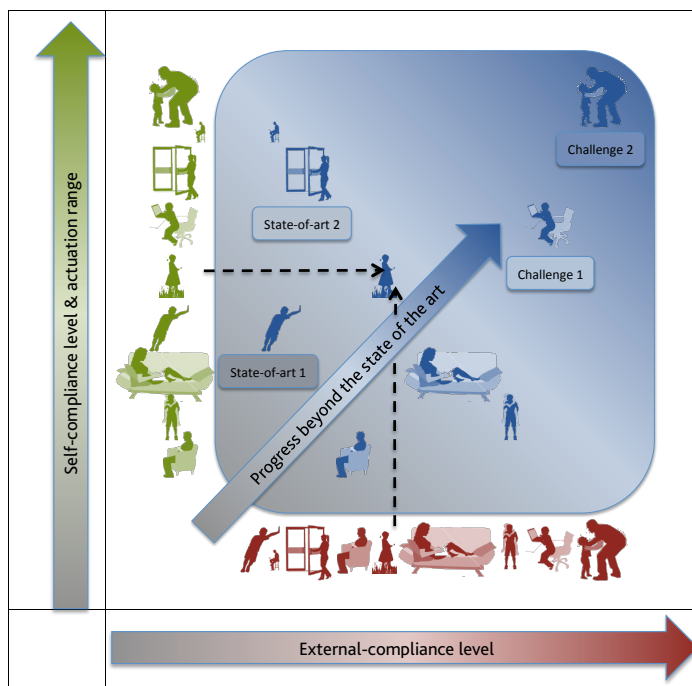 Self-compliance level & actuation range
Challenge 2
State-of-art 2
Challenge 1
State-of-art 1
Progress beyond the state of the art
External-compliance level